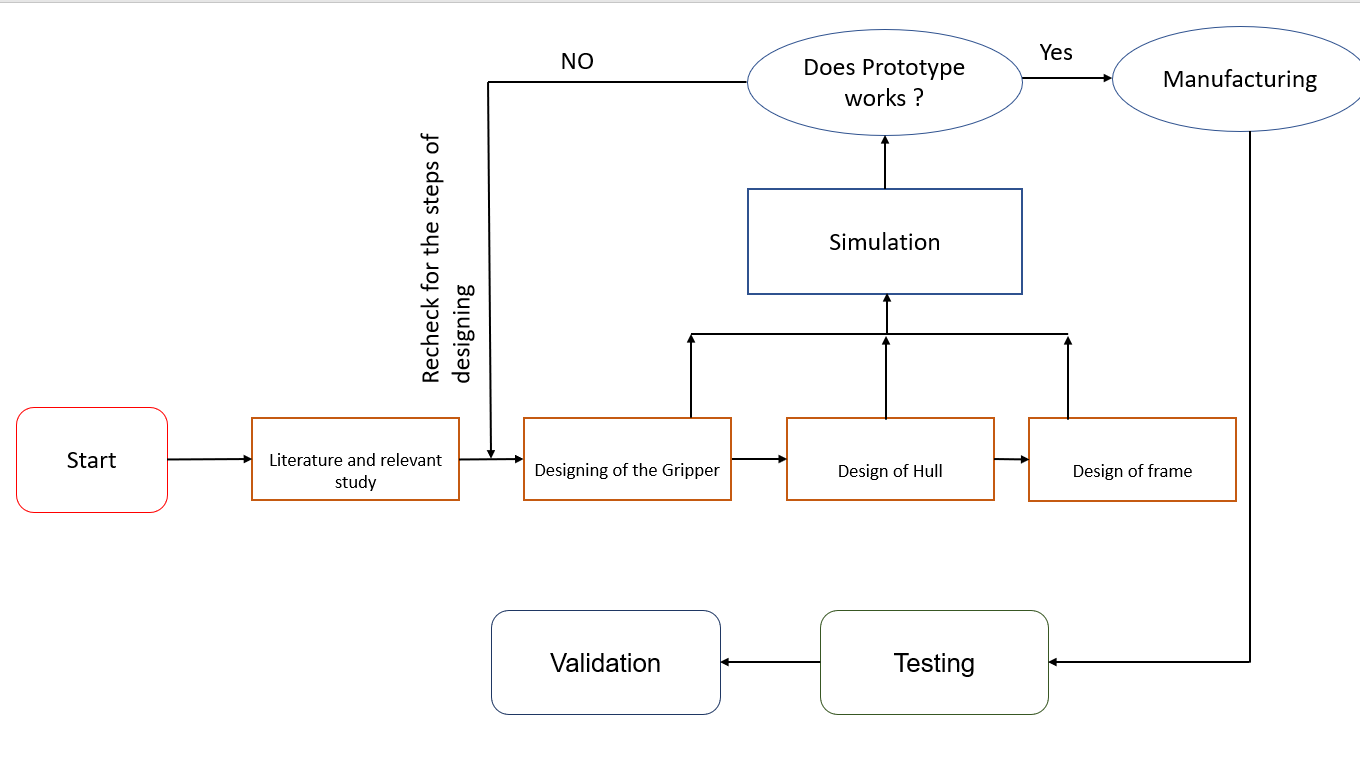 NO
Does Prototype
works ?
Yes
Manufacturing
Recheck for the steps of
designing
Simulation
Start
Literature and relevant
study
Designing of the Gripper
Design of Hull
Design of frame
Validation
Testing